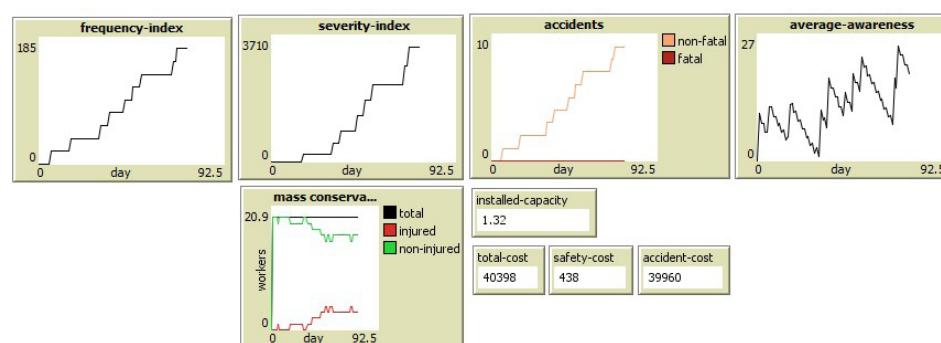 frequency-index
185
0
0
day
92.5
severity-index
3710
0
0
day
92.5
accidents
10
0
0
day
92.5
non-fatal
fatal
average-awareness
27
0
0
day
92.5
mass conserva...
20.9
workers
0
0
day
92.5
total
injured
non-injured
installed-capacity
1.32
total-cost
40398
safety-cost
438
accident-cost
39960